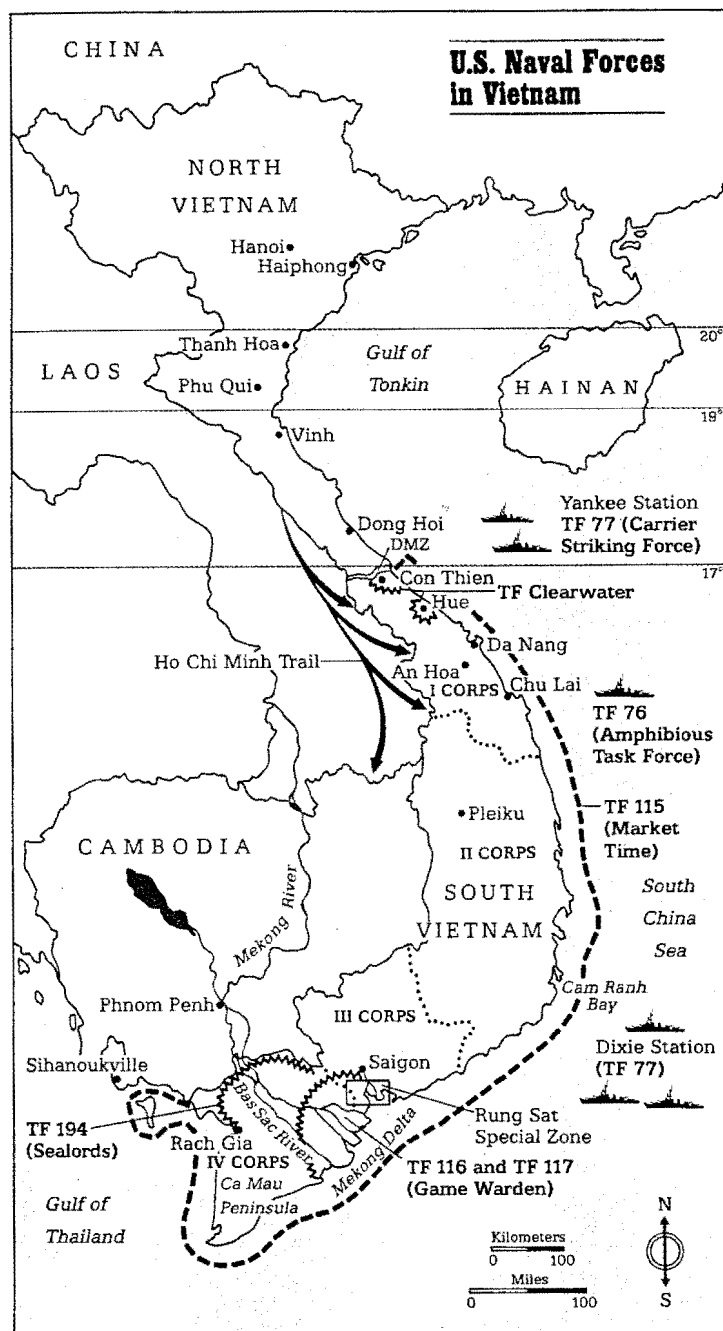 U.S. Naval Forces
in Vietnam
CHINA
NORTH
VIETNAM
Hanoi
Haiphong
20°
Thanh Hoa
Gulf of
Tonkin
LAOS
Phu Qui
HAINAN
19°
Vinh
Yankee Station
TF 77 (Carrier
Striking Force)
Dong Hoi
DMZ
17°
Con Thien
TF Clearwater
Hue
Da Nang
Ho Chi Minh Trail
An Hoa
I CORPS
Chu Lai
TF 76
(Amphibious
Task Force)
Pleiku
TF 115
(Market
Time)
CAMBODIA
II CORPS
Mekong River
SOUTH
VIETNAM
South
China
Sea
Cam Ranh
Bay
Phnom Penh
III CORPS
Saigon
Dixie Station
(TF 77)
Sihanoukville
Bas Sac River
Rung Sat
Special Zone
TF 194
(Sealords)
Rach Gia
IV CORPS
Mekong Delta
TF 116 and TF 117
(Game Warden)
Ca Mau
Peninsula
Gulf of
Thailand
N
Kilometers
0 100
Miles
0 100
S